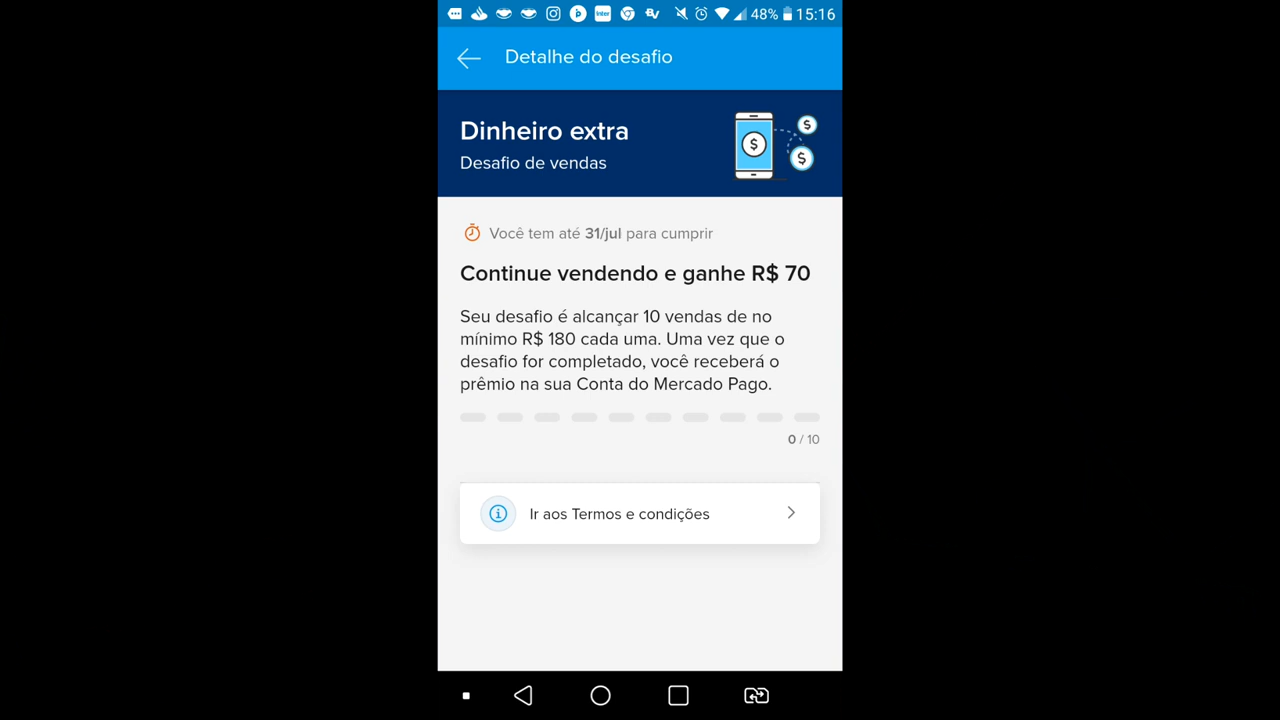 inter
48%
15:16
Detalhe do desafio
Dinheiro extra
Desafio de vendas
Você tem até 31/jul para cumprir
Continue vendendo e ganhe R$ 70
Seu desafio é alcançar 10 vendas de no
mínimo R$ 180 cada uma. Uma vez que o
desafio for completado, você receberá o
prêmio na sua Conta do Mercado Pago.
0 / 10
Ir aos Termos e condições